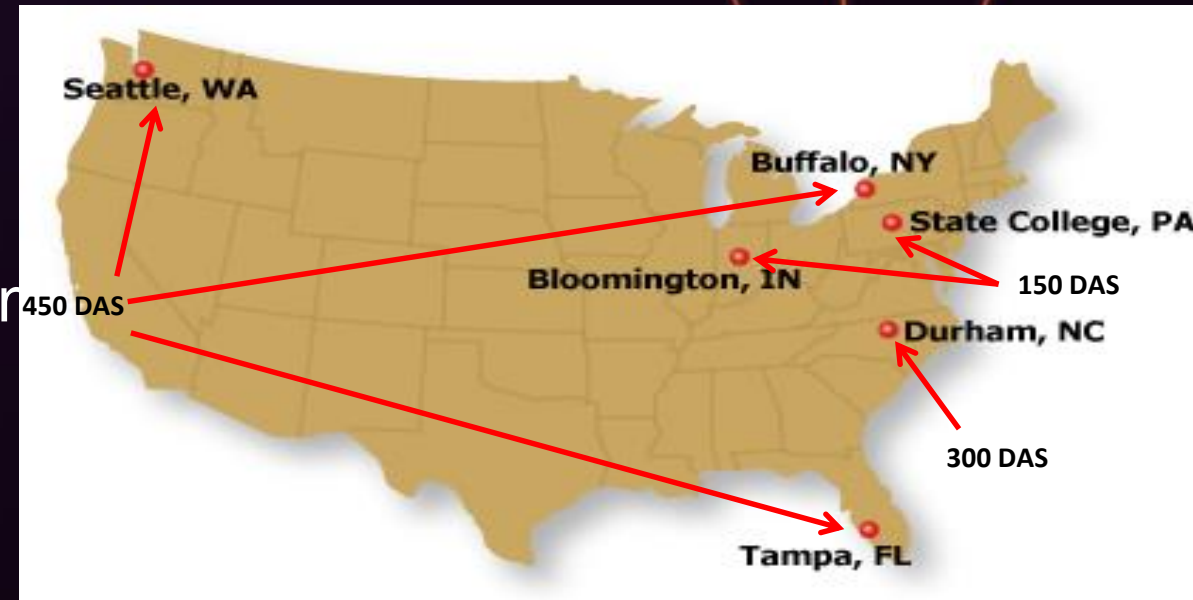 Seattle, WA
Buffalo, NY
State College, PA
Bloomington, IN
150 DAS
r
450 DAS
Durham, NC
300 DAS
Tampa, FL